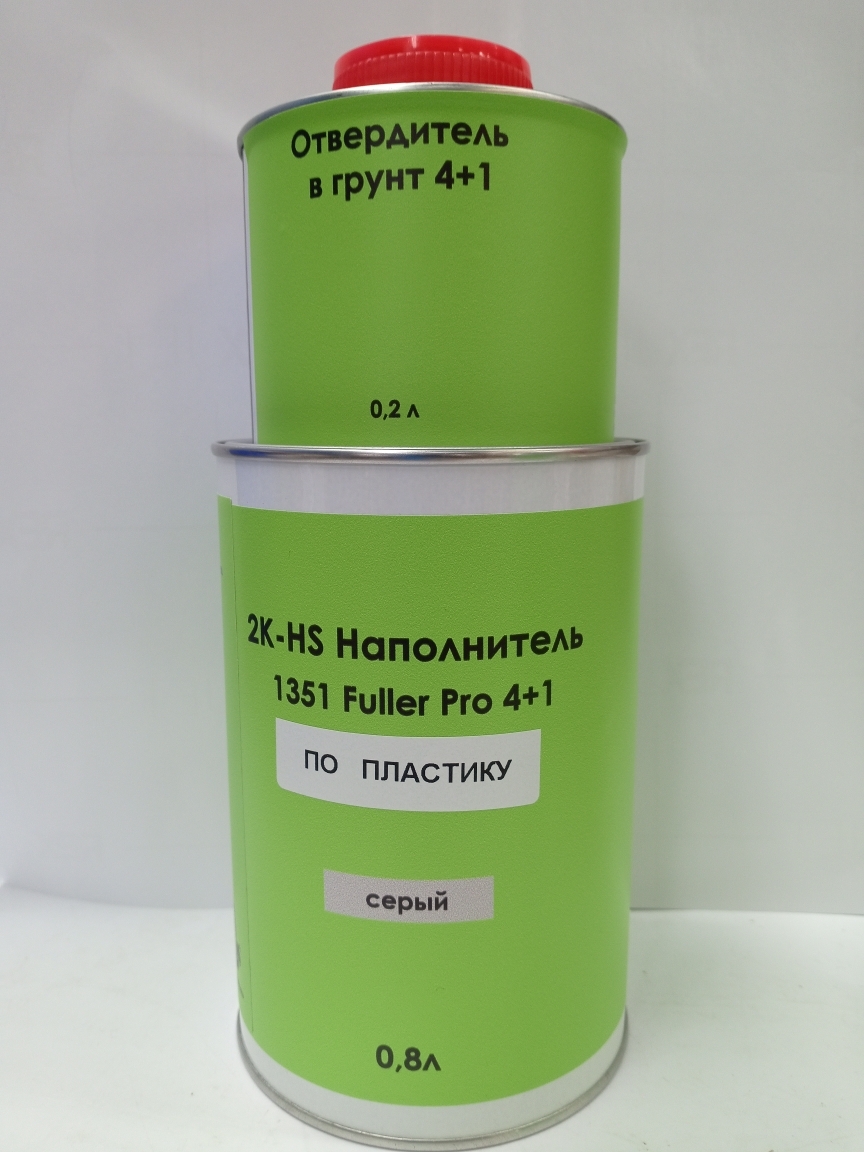 Отвердитель
в грунт 4+1
0,2 л
2K-HS Наполнитель
1351 Fuller Pro 4+1
ПО ПЛАСТИКУ
серый
0,8л